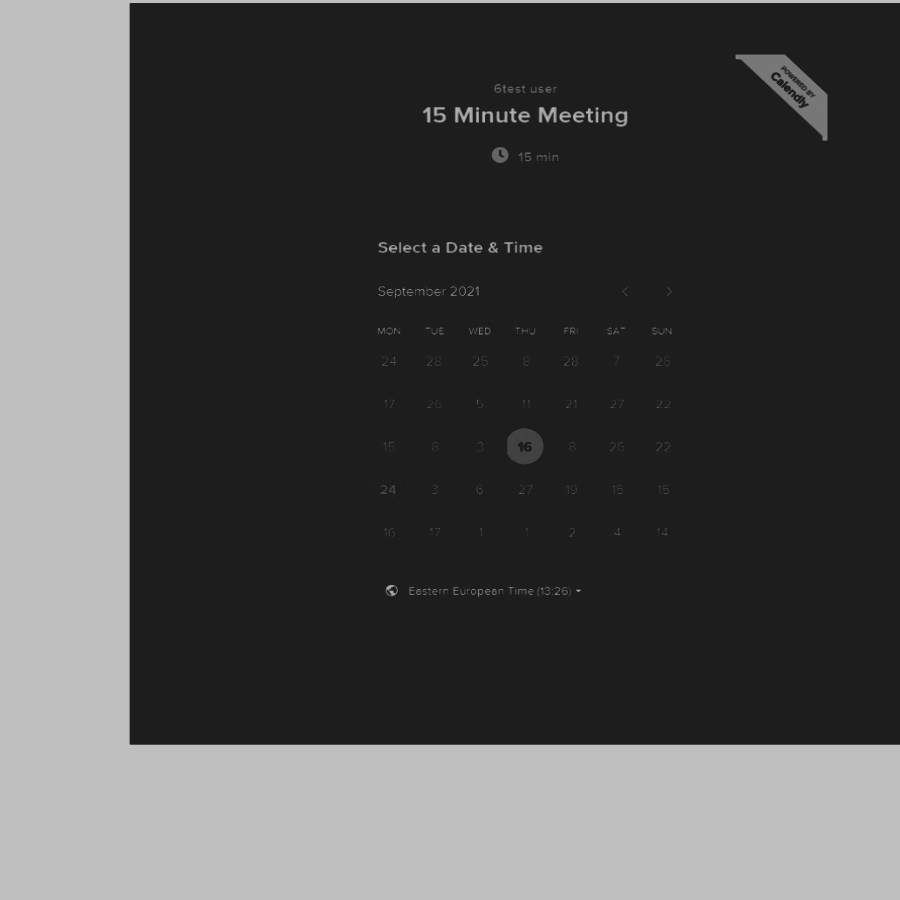 POWERED BY
Calendly
6test user
15 Minute Meeting
15 min
Select a Date & Time
September 2021
MON TUE WED THU FRI SAT SUN
24 28 25 8 28 7 26
17 26 5 11 21 27 22
15 8 3 16 8 26 22
24 3 6 27 19 15 15
16 17 1 1 2 4 14
Eastern European Time (13:26)